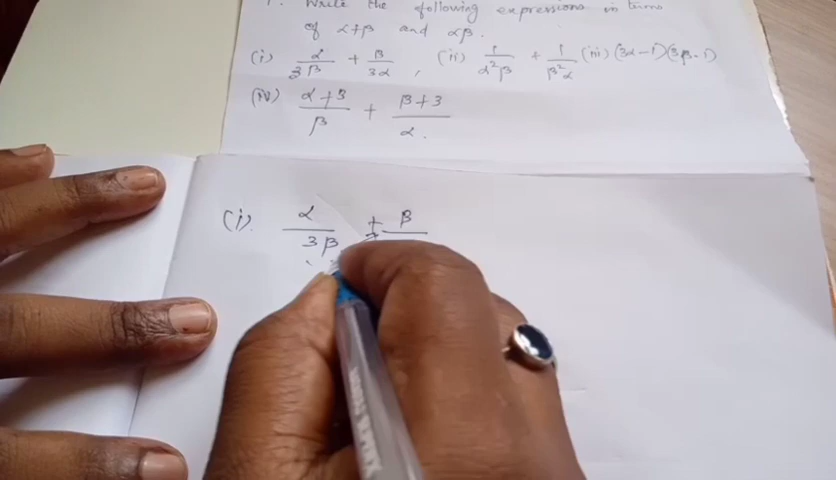 1. Write the following expressions in terms
of α+β and αβ.
(i) α/3β + β/3α , (ii) 1/α²β + 1/β²α (iii) (3α-1)(3β-1)
(iv) α+3/β + β+3/α .
(i). α/3β + β